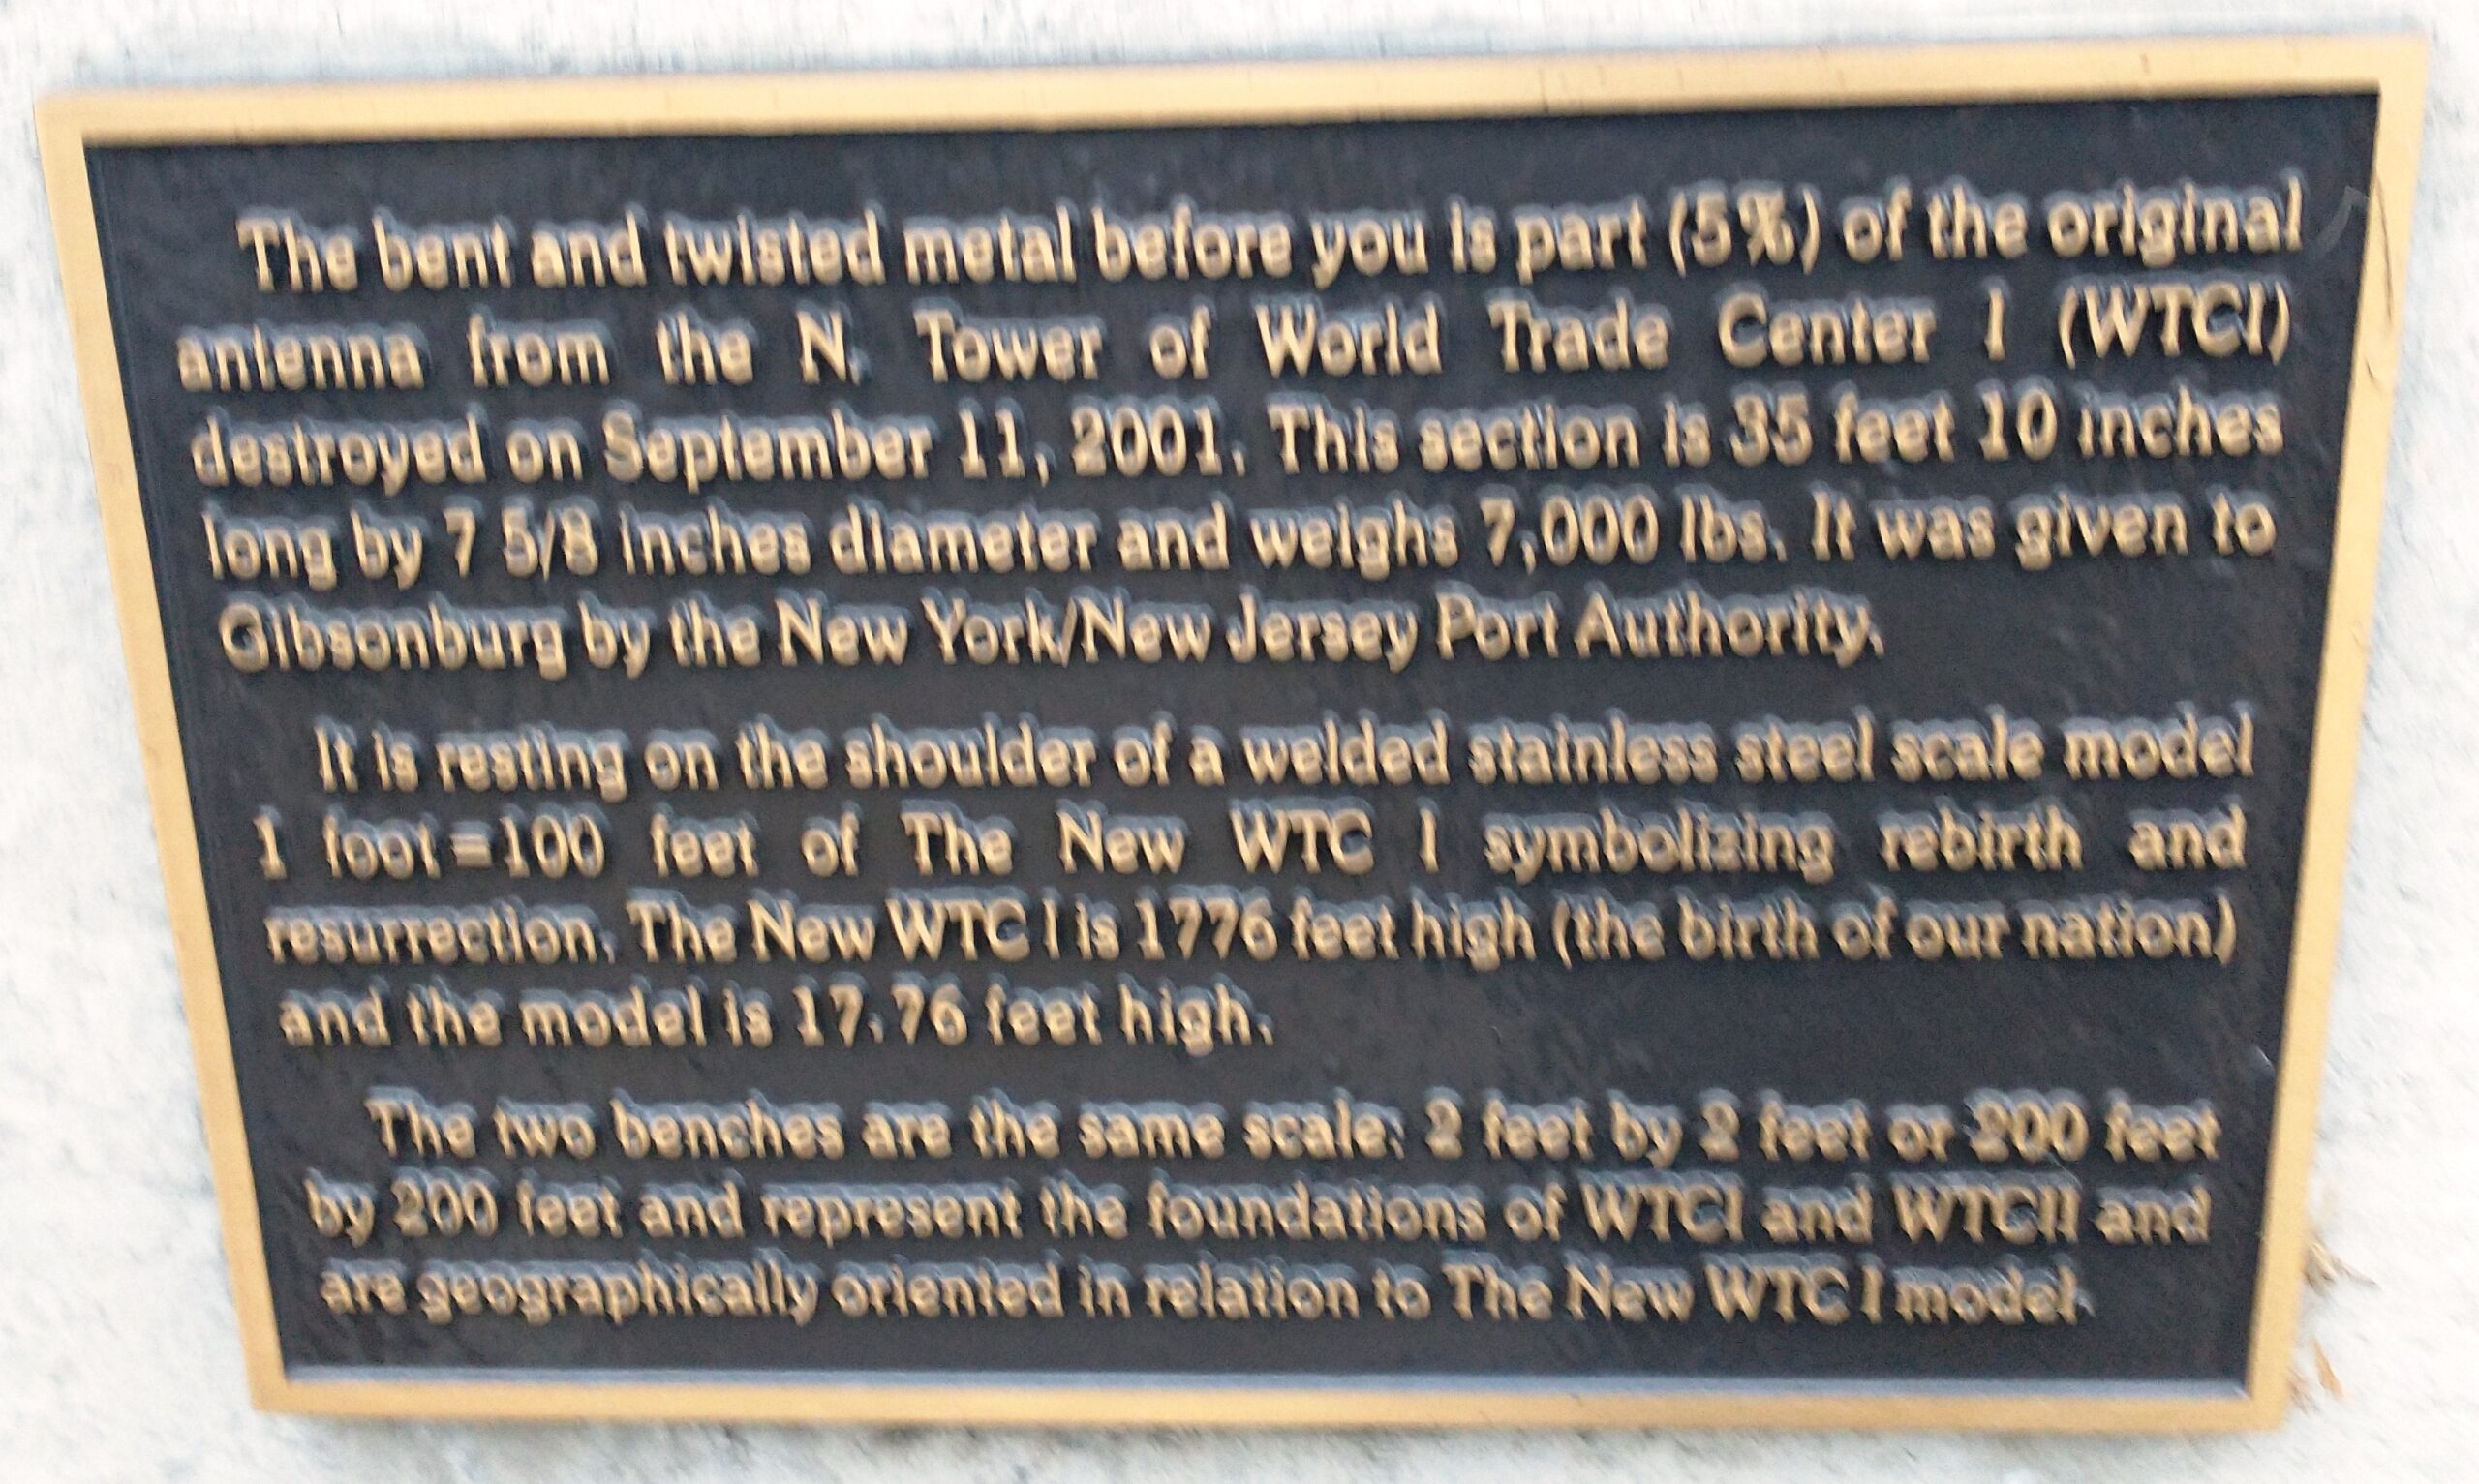 The bent and twisted metal before you is part (5%) of the original
antenna from the N. Tower of World Trade Center I (WTCI)
destroyed on September 11, 2001. This section is 35 feet 10 inches
long by 7 5/8 inches diameter and weighs 7,000 lbs. It was given to
Gibsonburg by the New York/New Jersey Port Authority.
It is resting on the shoulder of a welded stainless steel scale model
1 foot=100 feet of The New WTC I symbolizing rebirth and
resurrection. The New WTC I is 1776 feet high (the birth of our nation)
and the model is 17.76 feet high.
The two benches are the same scale: 2 feet by 2 feet or 200 feet
by 200 feet and represent the foundations of WTCI and WTCII and
are geographically oriented in relation to The New WTC I model.